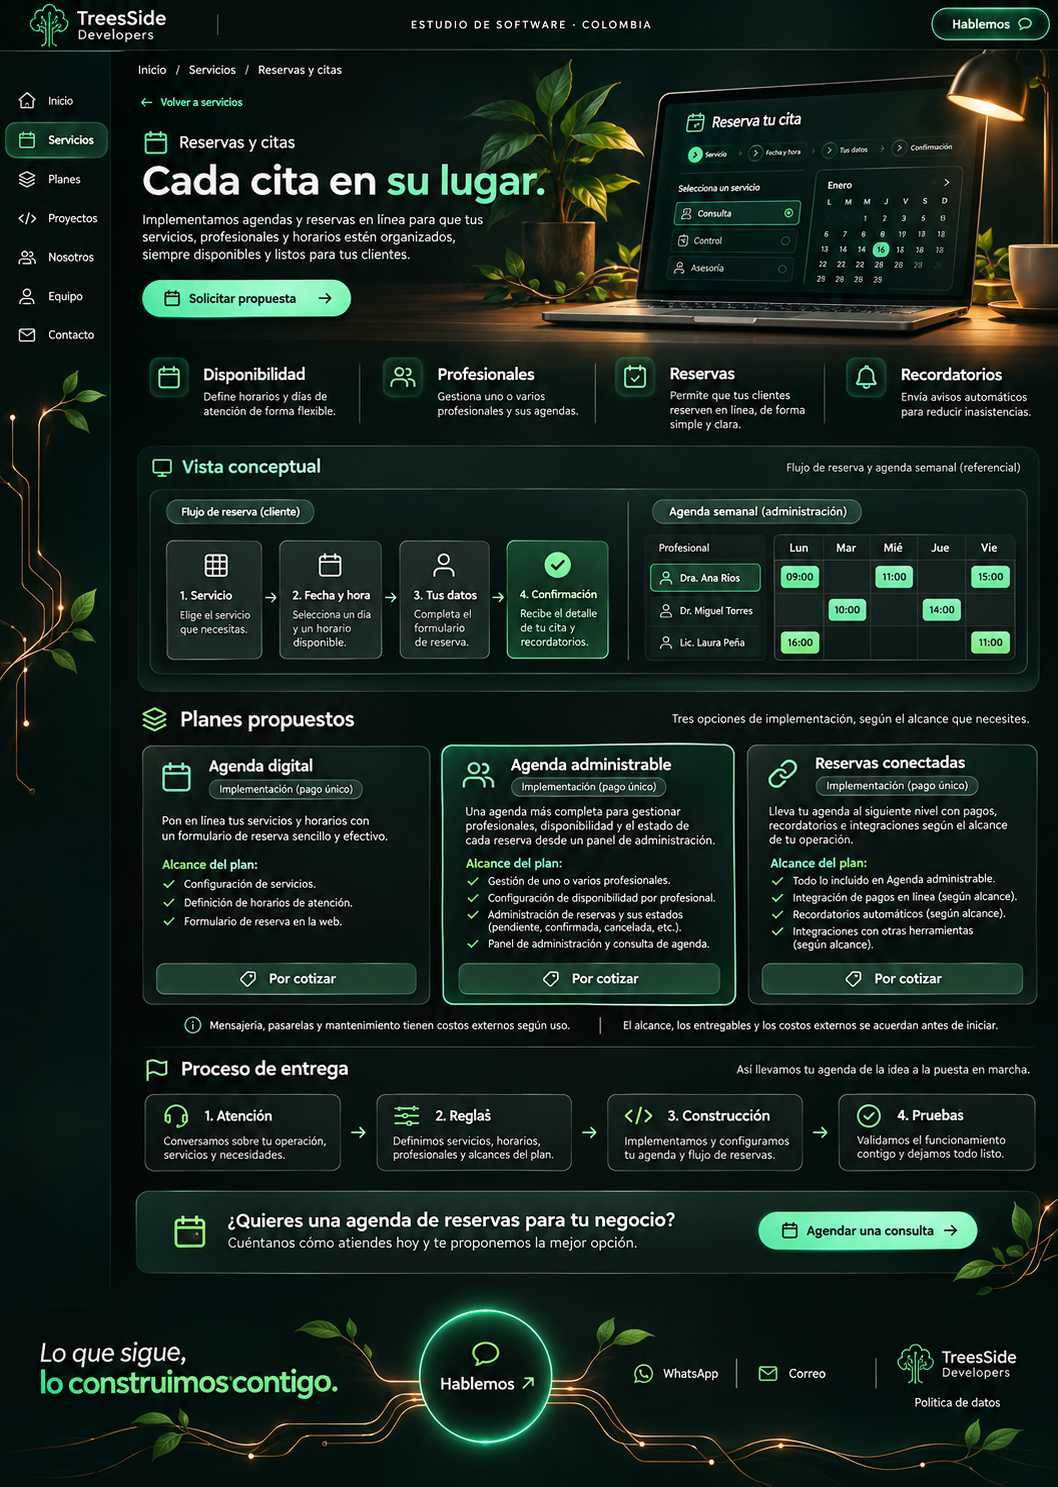 TreesSide
Developers
ESTUDIO DE SOFTWARE · COLOMBIA
Hablemos
Inicio
Servicios
Planes
Proyectos
Nosotros
Equipo
Contacto
Inicio / Servicios / Reservas y citas
← Volver a servicios
Reservas y citas
Cada cita en su lugar.
Implementamos agendas y reservas en línea para que tus
servicios, profesionales y horarios estén organizados,
siempre disponibles y listos para tus clientes.
Solicitar propuesta →
Reserva tu cita
Servicio
Fecha y hora
Tus datos
Confirmación
Selecciona un servicio
Consulta
Control
Asesoría
Enero
L M M J V S D
1 2 3
16
Disponibilidad
Define horarios y días de
atención de forma flexible.
Profesionales
Gestiona uno o varios
profesionales y sus agendas.
Reservas
Permite que tus clientes
reserven en línea, de forma
simple y clara.
Recordatorios
Envía avisos automáticos
para reducir inasistencias.
Vista conceptual
Flujo de reserva y agenda semanal (referencial)
Flujo de reserva (cliente)
1. Servicio
Elige el servicio
que necesitas.
→
2. Fecha y hora
Selecciona un día
y un horario
disponible.
→
3. Tus datos
Completa el
formulario
de reserva.
→
4. Confirmación
Recibe el detalle
de tu cita y
recordatorios.
Agenda semanal (administración)
Profesional Lun Mar Mié Jue Vie
Dra. Ana Ríos 09:00 11:00 15:00
Dr. Miguel Torres 10:00 14:00
Lic. Laura Peña 16:00 11:00
Planes propuestos
Tres opciones de implementación, según el alcance que necesites.
Agenda digital
Implementación (pago único)
Pon en línea tus servicios y horarios con
un formulario de reserva sencillo y efectivo.
Alcance del plan:
Configuración de servicios.
Definición de horarios de atención.
Formulario de reserva en la web.
Por cotizar
Agenda administrable
Implementación (pago único)
Una agenda más completa para gestionar
profesionales, disponibilidad y el estado de
cada reserva desde un panel de administración.
Alcance del plan:
Gestión de uno o varios profesionales.
Configuración de disponibilidad por profesional.
Administración de reservas y sus estados
(pendiente, confirmada, cancelada, etc.).
Panel de administración y consulta de agenda.
Por cotizar
Reservas conectadas
Implementación (pago único)
Lleva tu agenda al siguiente nivel con pagos,
recordatorios e integraciones según el alcance
de tu operación.
Alcance del plan:
Todo lo incluido en Agenda administrable.
Integración de pagos en línea (según alcance).
Recordatorios automáticos (según alcance).
Integraciones con otras herramientas
(según alcance).
Por cotizar
Mensajería, pasarelas y mantenimiento tienen costos externos según uso.
El alcance, los entregables y los costos externos se acuerdan antes de iniciar.
Proceso de entrega
Así llevamos tu agenda de la idea a la puesta en marcha.
1. Atención
Conversamos sobre tu operación,
servicios y necesidades.
→
2. Reglas
Definimos servicios, horarios,
profesionales y alcances del plan.
→
3. Construcción
Implementamos y configuramos
tu agenda y flujo de reservas.
→
4. Pruebas
Validamos el funcionamiento
contigo y dejamos todo listo.
¿Quieres una agenda de reservas para tu negocio?
Cuéntanos cómo atiendes hoy y te proponemos la mejor opción.
Agendar una consulta →
Lo que sigue,
lo construimos contigo.
Hablemos ↗
WhatsApp
Correo
TreesSide
Developers
Política de datos